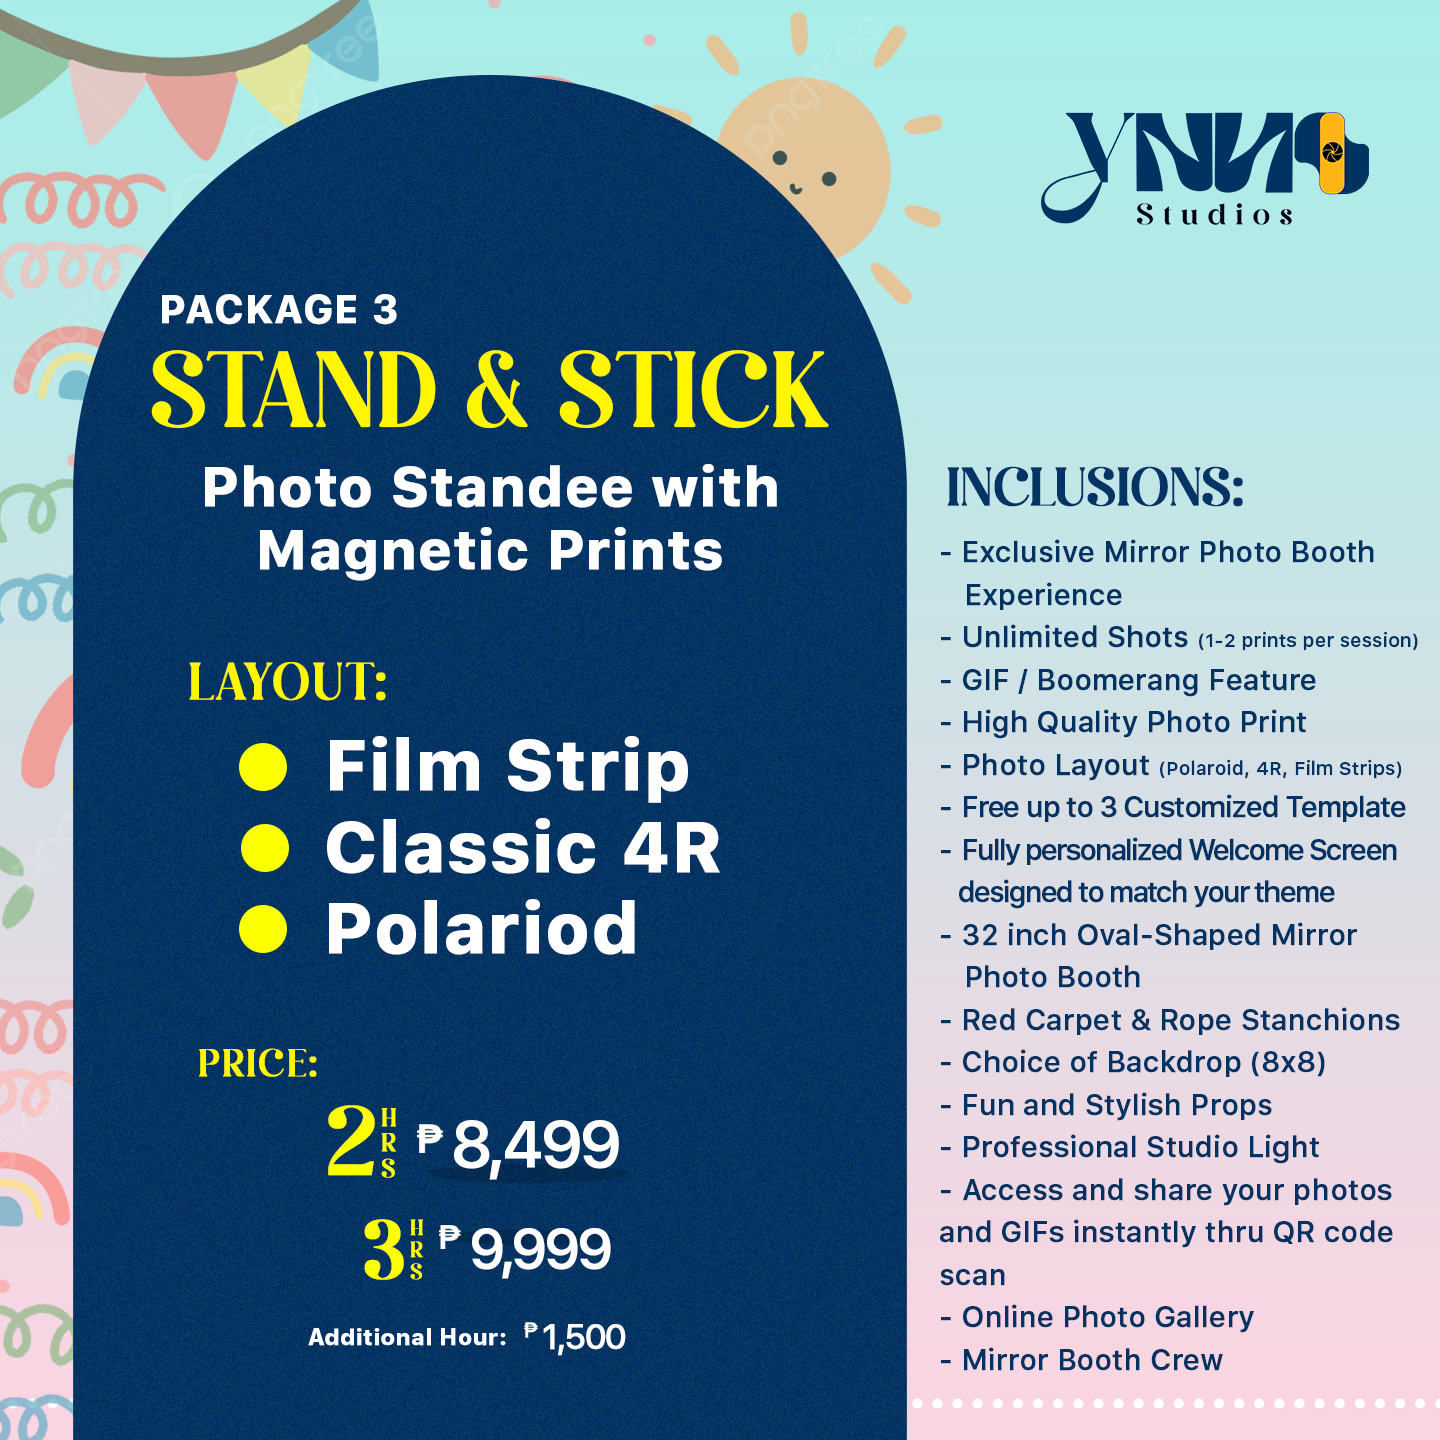 YNNS
Studios
PACKAGE 3
STAND & STICK
Photo Standee with
Magnetic Prints
LAYOUT:
Film Strip
Classic 4R
Polariod
PRICE:
2 HRS ₱ 8,499
3 HRS ₱ 9,999
Additional Hour: ₱ 1,500
INCLUSIONS:
- Exclusive Mirror Photo Booth
Experience
- Unlimited Shots (1-2 prints per session)
- GIF / Boomerang Feature
- High Quality Photo Print
- Photo Layout (Polaroid, 4R, Film Strips)
- Free up to 3 Customized Template
- Fully personalized Welcome Screen
designed to match your theme
- 32 inch Oval-Shaped Mirror
Photo Booth
- Red Carpet & Rope Stanchions
- Choice of Backdrop (8x8)
- Fun and Stylish Props
- Professional Studio Light
- Access and share your photos
and GIFs instantly thru QR code
scan
- Online Photo Gallery
- Mirror Booth Crew
pngtree